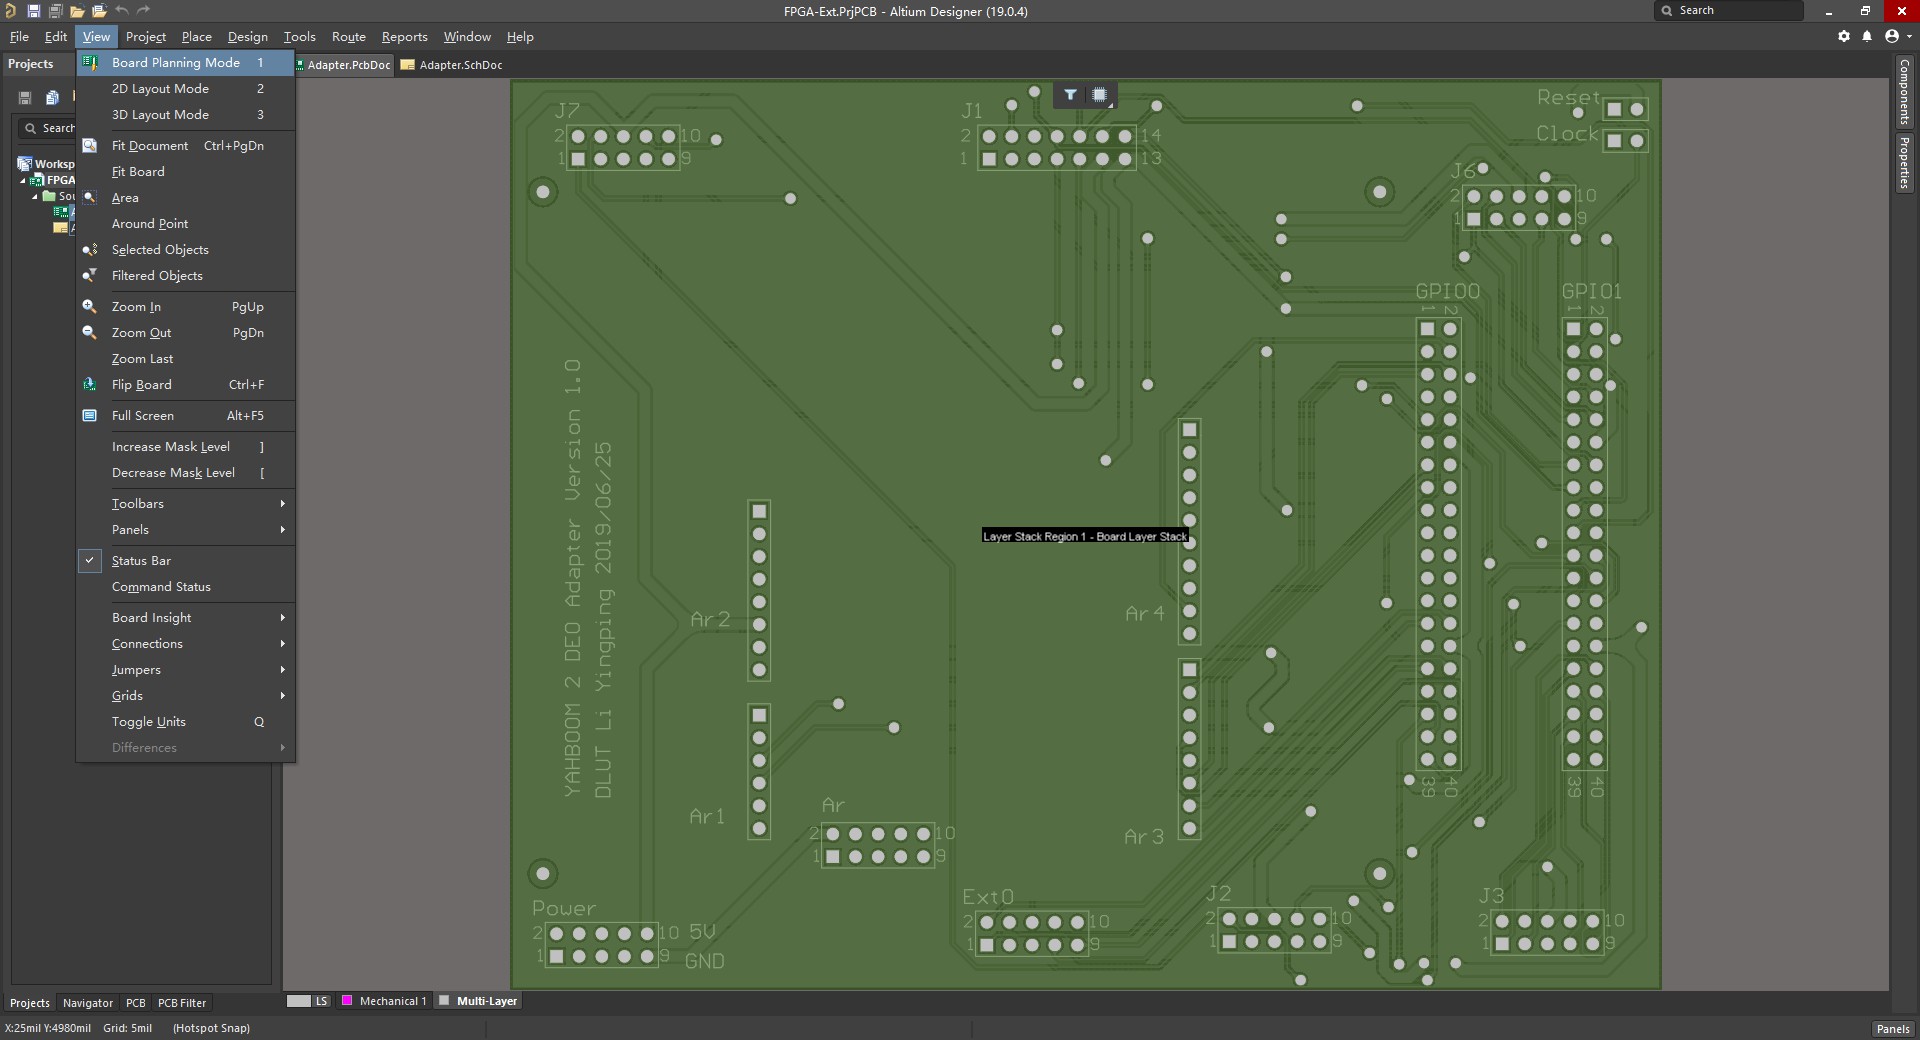 FPGA-Ext.PrjPCB - Altium Designer (19.0.4)
Search
File Edit View Project Place Design Tools Route Reports Window Help
Projects
Adapter.PcbDoc
Adapter.SchDoc
Search
Worksp
FPGA
Sou
A
A
Board Planning Mode 1
2D Layout Mode 2
3D Layout Mode 3
Fit Document Ctrl+PgDn
Fit Board
Area
Around Point
Selected Objects
Filtered Objects
Zoom In PgUp
Zoom Out PgDn
Zoom Last
Flip Board Ctrl+F
Full Screen Alt+F5
Increase Mask Level ]
Decrease Mask Level [
Toolbars
Panels
Status Bar
Command Status
Board Insight
Connections
Jumpers
Grids
Toggle Units Q
Differences
Components
Properties
J7
2 10
1 9
J1
2 14
1 13
Reset
Clock
J6
2 10
1 9
GPIO0
1 2
39 40
GPIO1
1 2
39 40
YAHBOOM 2 DE0 Adapter Version 1.0
DLUT Li Yingping 2019/06/25
Layer Stack Region 1 - Board Layer Stack
Ar2
Ar4
Ar1
Ar3
Ar
2 10
1 9
Power
2 10 5V
1 9 GND
Ext0
2 10
1 9
J2
2 10
1 9
J3
2 10
1 9
Projects Navigator PCB PCB Filter
LS Mechanical 1 Multi-Layer
X:25mil Y:4980mil Grid: 5mil (Hotspot Snap)
Panels